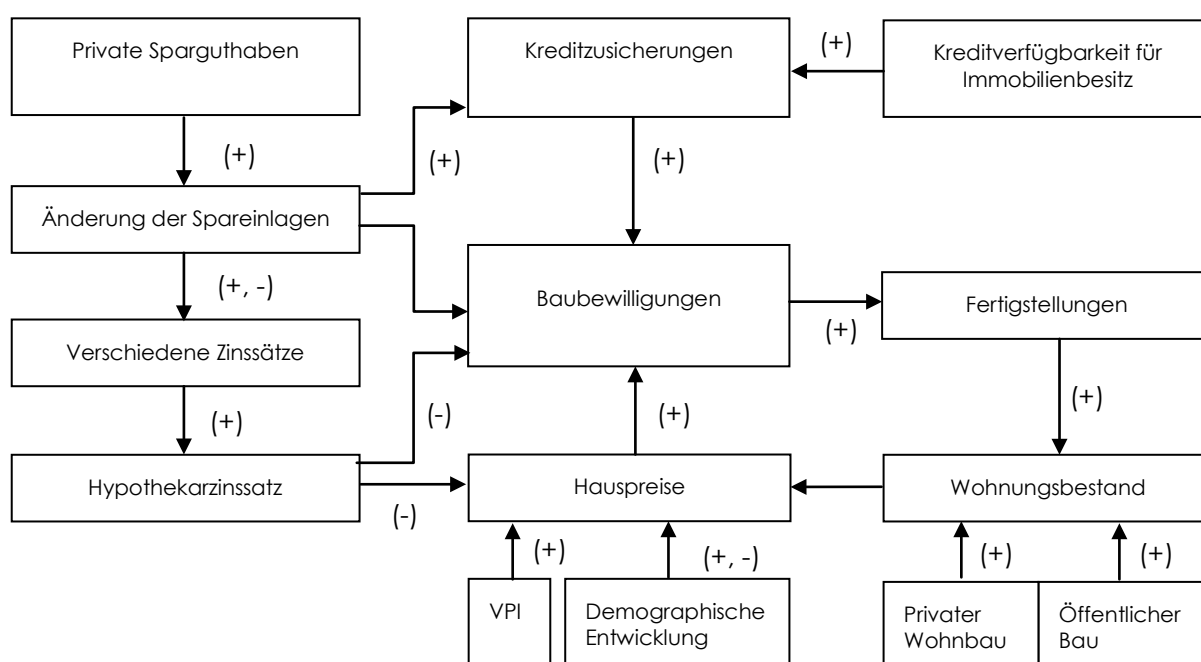 Private Sparguthaben
Kreditzusicherungen
(+)
Kreditverfügbarkeit für
Immobilienbesitz
(+)
(+)
(+)
Änderung der Spareinlagen
(+, -)
Baubewilligungen
(+)
Fertigstellungen
Verschiedene Zinssätze
(+)
(-)
(+)
(+)
Hypothekarzinssatz
(-)
Hauspreise
Wohnungsbestand
(+)
(+, -)
(+)
(+)
VPI
Demographische
Entwicklung
Privater
Wohnbau
Öffentlicher
Bau